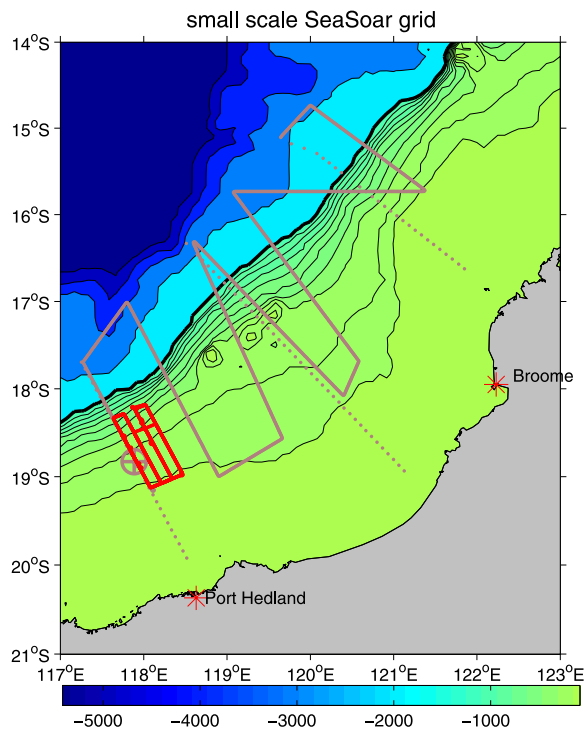 small scale SeaSoar grid
14°S
15°S
16°S
17°S
18°S
19°S
20°S
21°S
Broome
Port Hedland
117°E 118°E 119°E 120°E 121°E 122°E 123°E
−5000 −4000 −3000 −2000 −1000